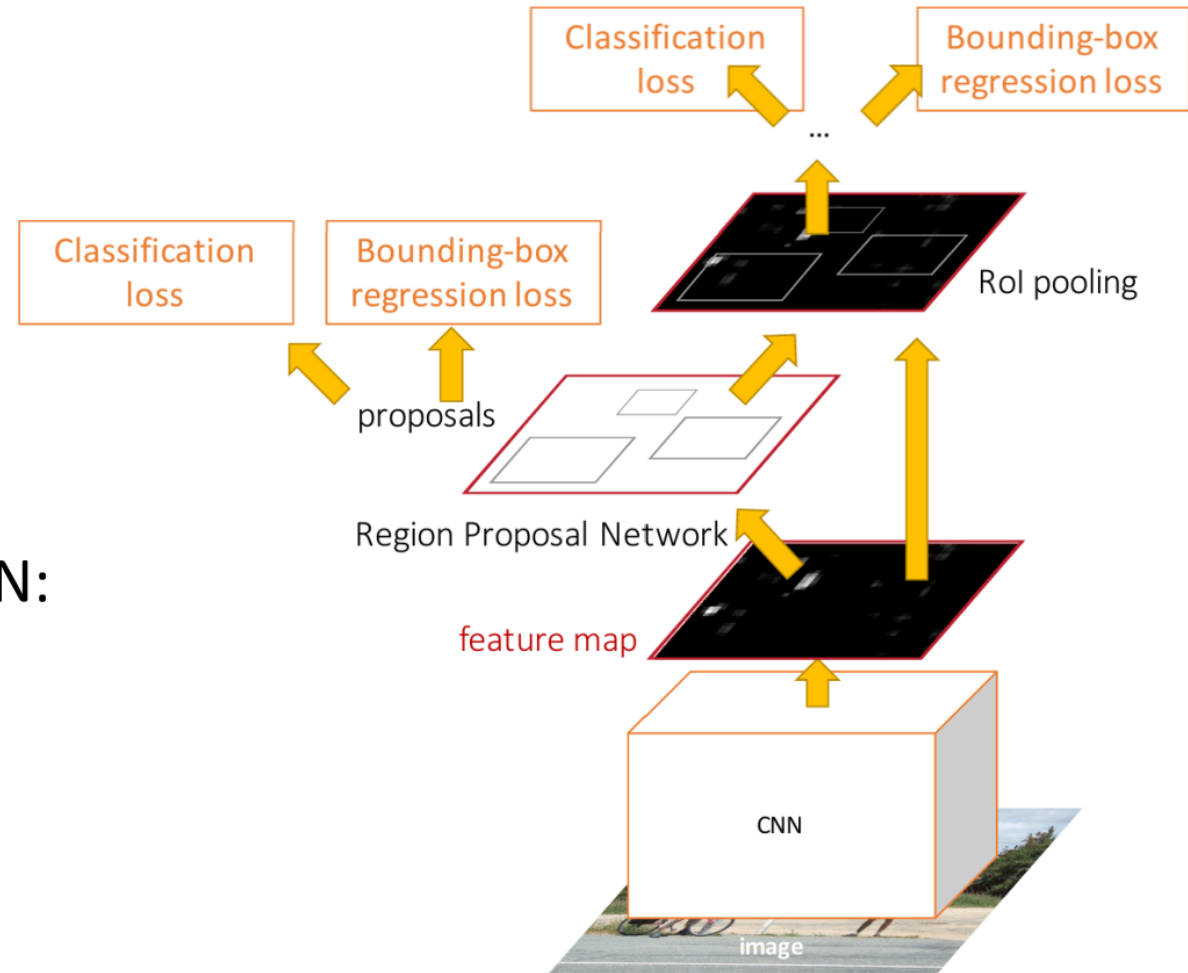 Classification
loss
Bounding-box
regression loss
...
Classification
loss
Bounding-box
regression loss
RoI pooling
proposals
Region Proposal Network
N:
feature map
CNN
image